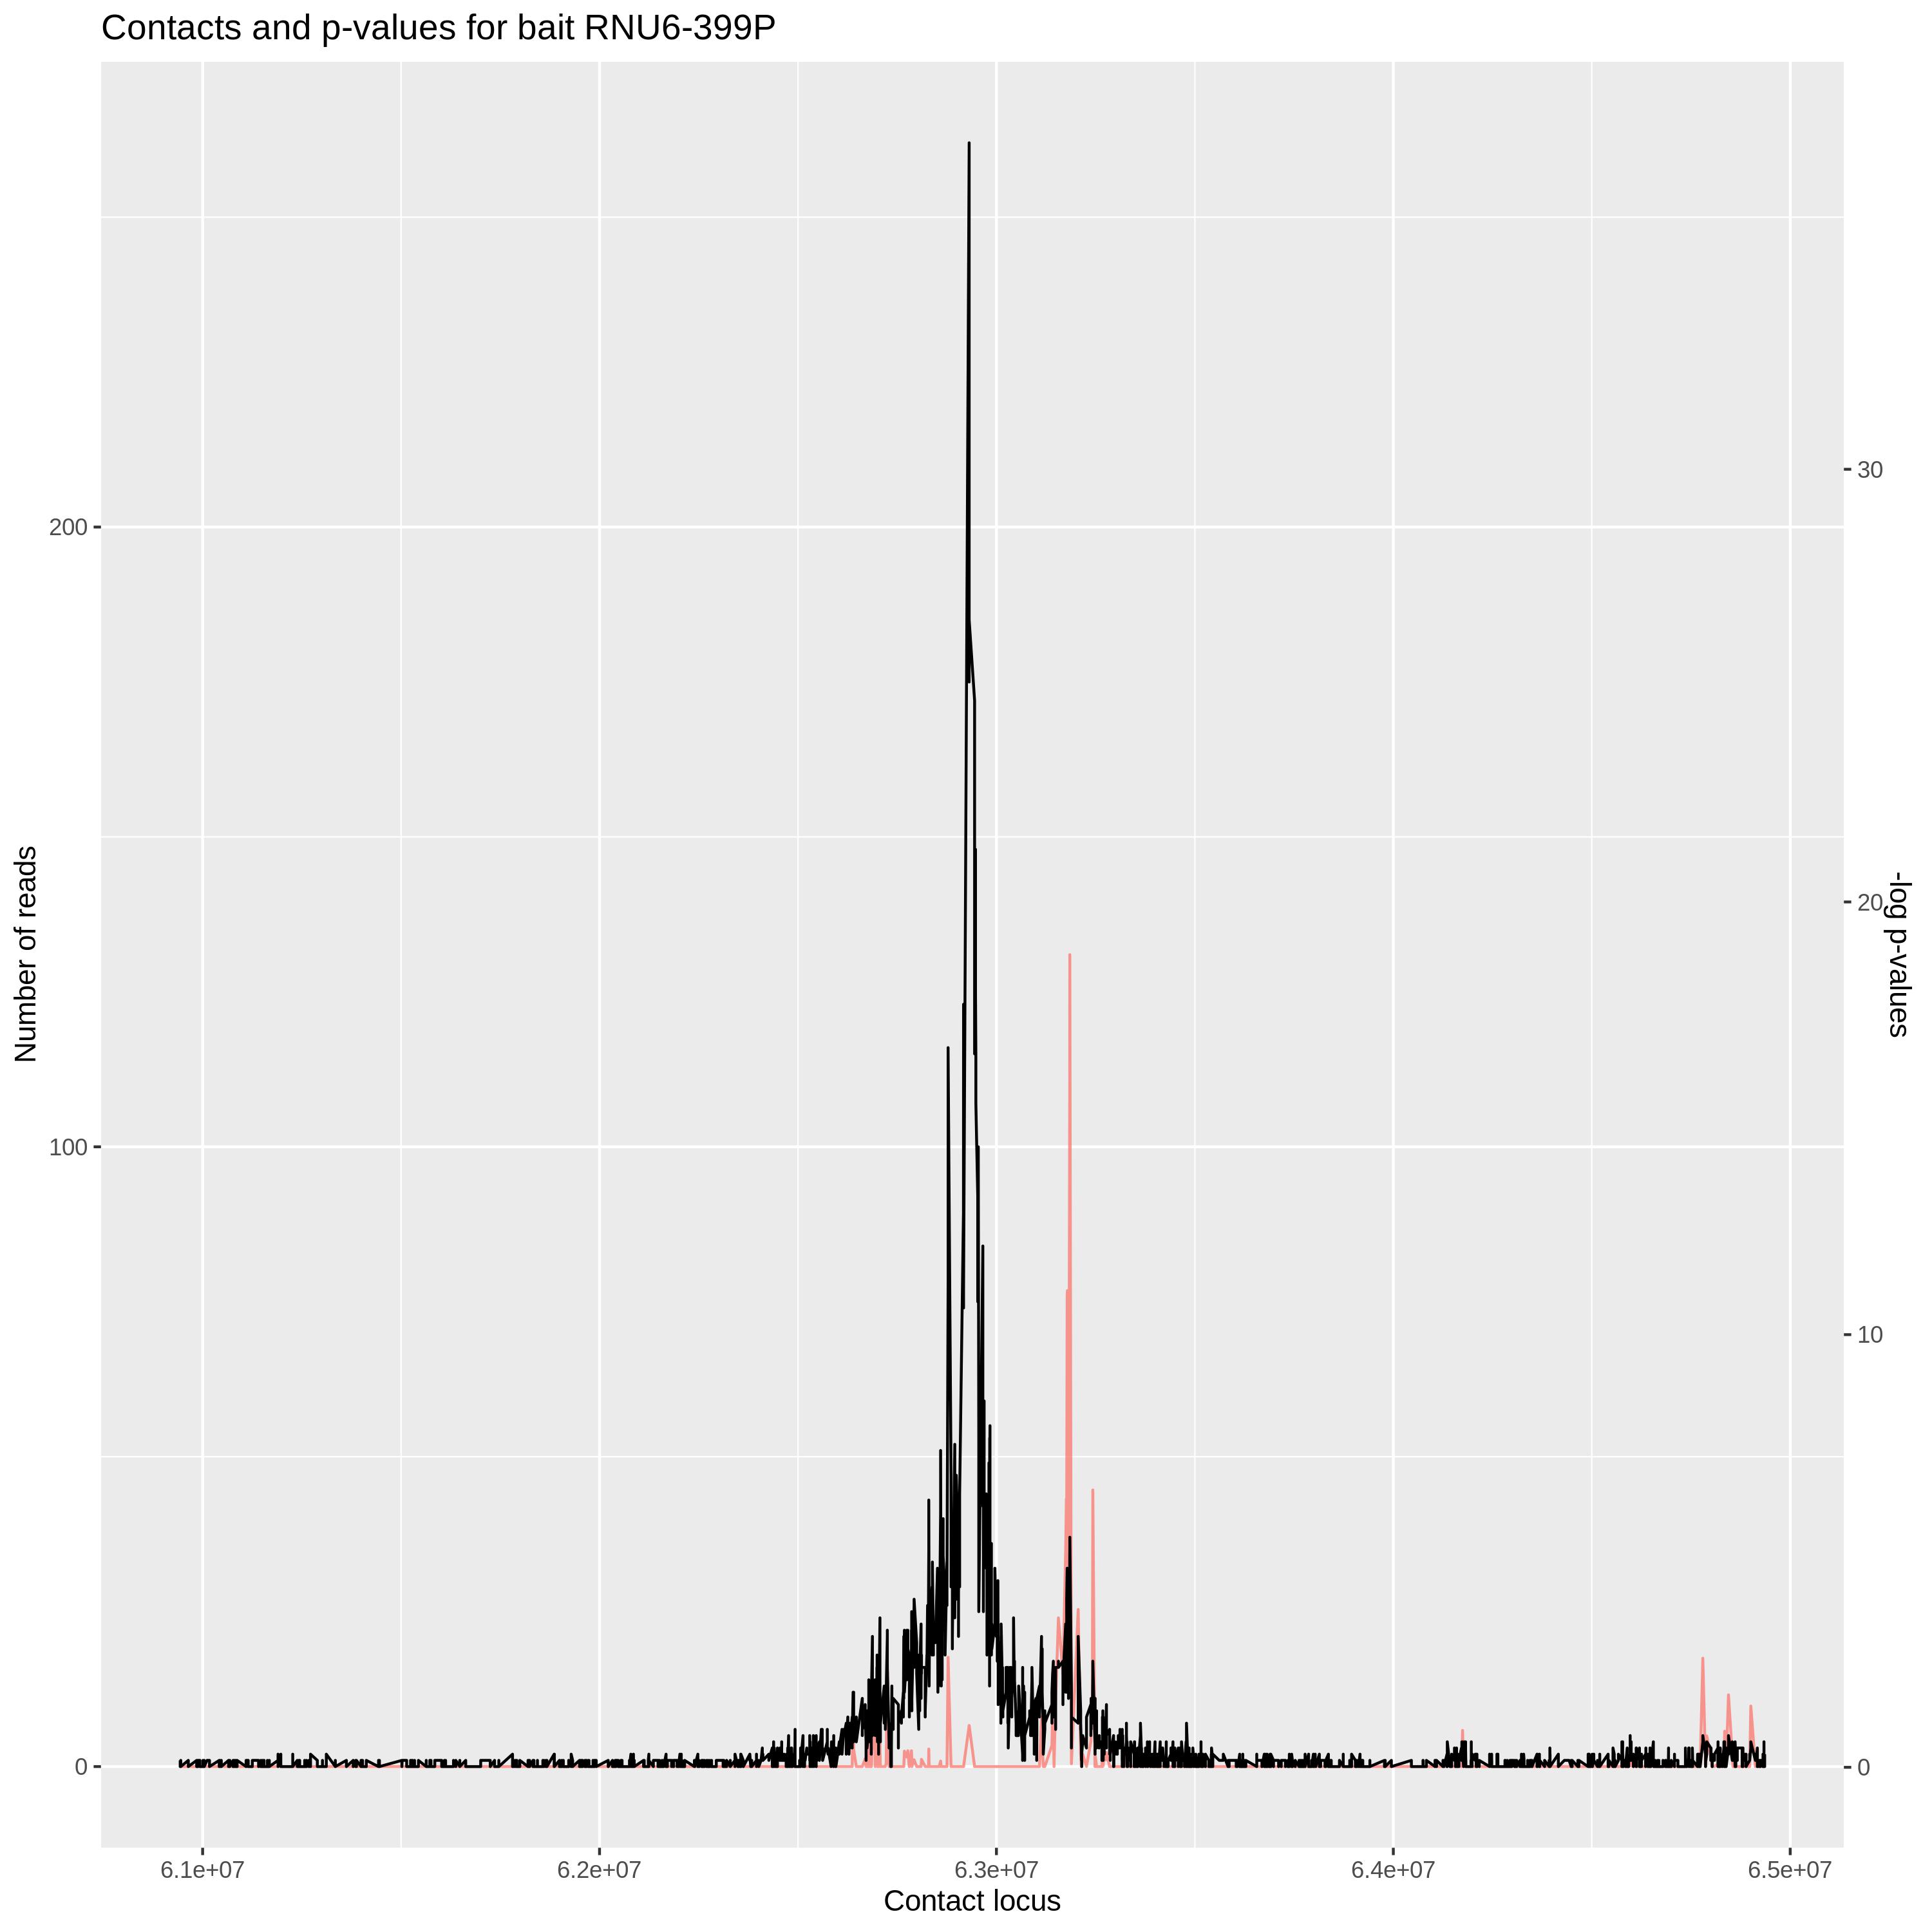 Contacts and p-values for bait RNU6-399P
Number of reads
200
100
0
30
20
10
0
-log p-values
6.1e+07 6.2e+07 6.3e+07 6.4e+07 6.5e+07
Contact locus